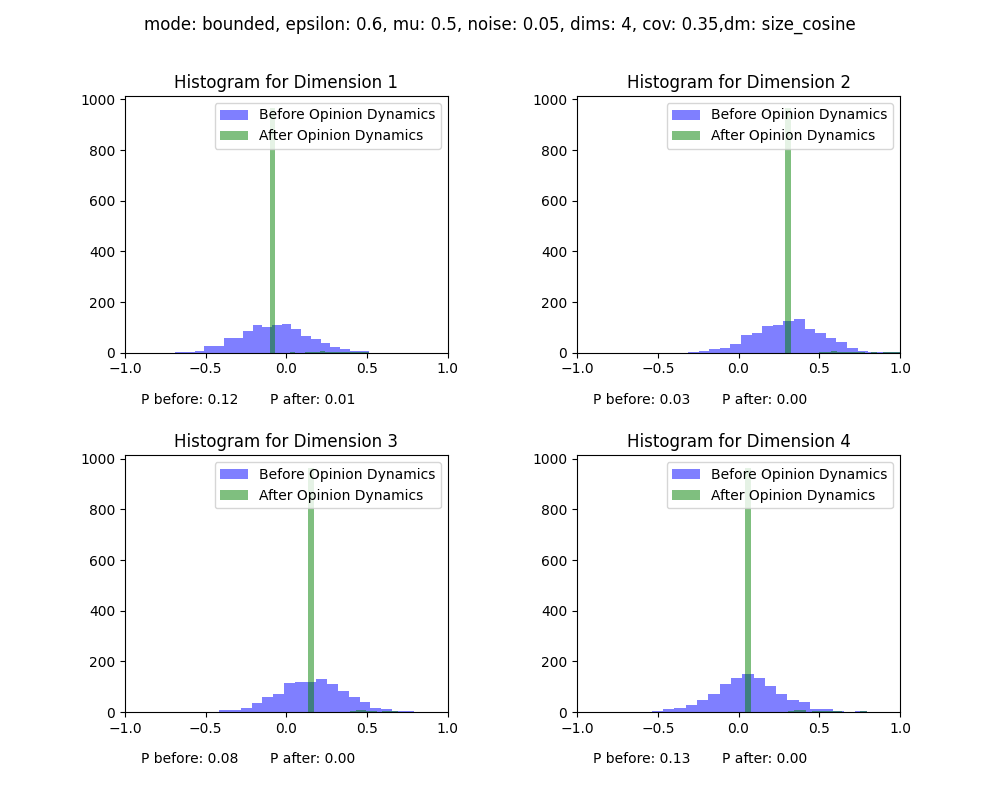 mode: bounded, epsilon: 0.6, mu: 0.5, noise: 0.05, dims: 4, cov: 0.35,dm: size_cosine
Histogram for Dimension 1
Before Opinion Dynamics
After Opinion Dynamics
1000
800
600
400
200
0
−1.0 −0.5 0.0 0.5 1.0
P before: 0.12 P after: 0.01
Histogram for Dimension 2
Before Opinion Dynamics
After Opinion Dynamics
1000
800
600
400
200
0
−1.0 −0.5 0.0 0.5 1.0
P before: 0.03 P after: 0.00
Histogram for Dimension 3
Before Opinion Dynamics
After Opinion Dynamics
1000
800
600
400
200
0
−1.0 −0.5 0.0 0.5 1.0
P before: 0.08 P after: 0.00
Histogram for Dimension 4
Before Opinion Dynamics
After Opinion Dynamics
1000
800
600
400
200
0
−1.0 −0.5 0.0 0.5 1.0
P before: 0.13 P after: 0.00